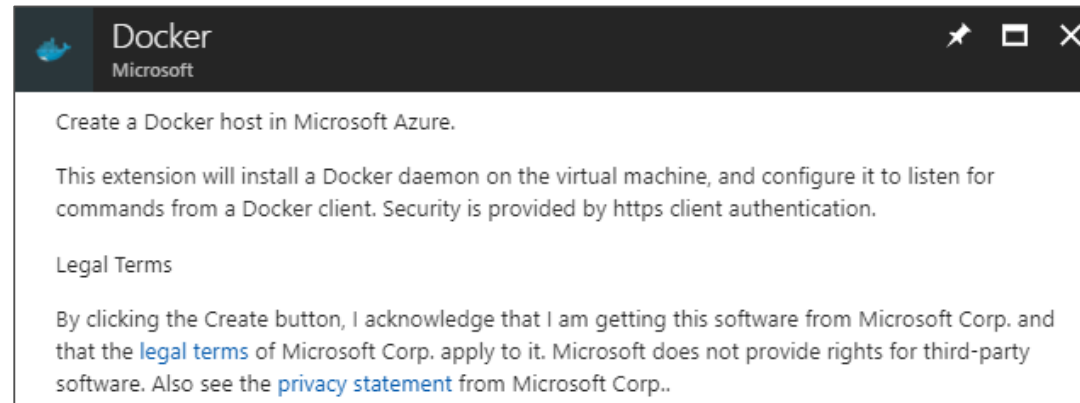 Docker
Microsoft
Create a Docker host in Microsoft Azure.
This extension will install a Docker daemon on the virtual machine, and configure it to listen for
commands from a Docker client. Security is provided by https client authentication.
Legal Terms
By clicking the Create button, I acknowledge that I am getting this software from Microsoft Corp. and
that the legal terms of Microsoft Corp. apply to it. Microsoft does not provide rights for third-party
software. Also see the privacy statement from Microsoft Corp..